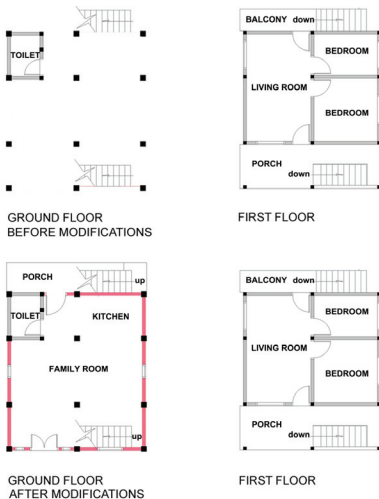 BALCONY down
BEDROOM
TOILET
LIVING ROOM
BEDROOM
PORCH
down
GROUND FLOOR
BEFORE MODIFICATIONS
FIRST FLOOR
PORCH
up
BALCONY down
TOILET
KITCHEN
BEDROOM
LIVING ROOM
FAMILY ROOM
BEDROOM
PORCH
up
down
GROUND FLOOR
AFTER MODIFICATIONS
FIRST FLOOR